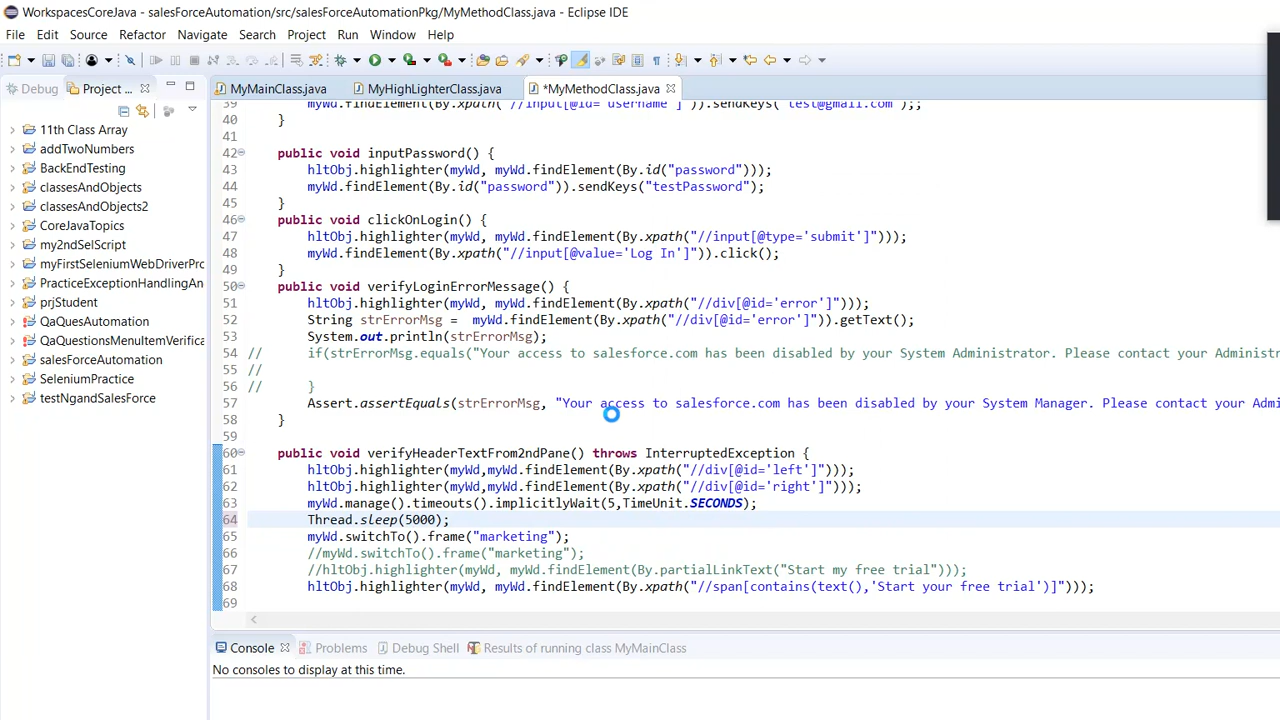 WorkspacesCoreJava - salesForceAutomation/src/salesForceAutomationPkg/MyMethodClass.java - Eclipse IDE
File Edit Source Refactor Navigate Search Project Run Window Help
Debug Project ...
MyMainClass.java MyHighLighterClass.java *MyMethodClass.java
11th Class Array
addTwoNumbers
BackEndTesting
classesAndObjects
classesAndObjects2
CoreJavaTopics
my2ndSelScript
myFirstSeleniumWebDriverPro
PracticeExceptionHandlingAn
prjStudent
QaQuesAutomation
QaQuestionsMenuItemVerifica
salesForceAutomation
SeleniumPractice
testNgandSalesForce
39 myWd.findElement(By.xpath("//input[@id='username']")).sendKeys("test@gmail.com");;
40 }
41
42 public void inputPassword() {
43 hltObj.highlighter(myWd, myWd.findElement(By.id("password")));
44 myWd.findElement(By.id("password")).sendKeys("testPassword");
45 }
46 public void clickOnLogin() {
47 hltObj.highlighter(myWd, myWd.findElement(By.xpath("//input[@type='submit']")));
48 myWd.findElement(By.xpath("//input[@value='Log In']")).click();
49 }
50 public void verifyLoginErrorMessage() {
51 hltObj.highlighter(myWd, myWd.findElement(By.xpath("//div[@id='error']")));
52 String strErrorMsg = myWd.findElement(By.xpath("//div[@id='error']")).getText();
53 System.out.println(strErrorMsg);
54 // if(strErrorMsg.equals("Your access to salesforce.com has been disabled by your System Administrator. Please contact your Administr
55 //
56 // }
57 Assert.assertEquals(strErrorMsg, "Your access to salesforce.com has been disabled by your System Manager. Please contact your Admi
58 }
59
60 public void verifyHeaderTextFrom2ndPane() throws InterruptedException {
61 hltObj.highlighter(myWd,myWd.findElement(By.xpath("//div[@id='left']")));
62 hltObj.highlighter(myWd,myWd.findElement(By.xpath("//div[@id='right']")));
63 myWd.manage().timeouts().implicitlyWait(5,TimeUnit.SECONDS);
64 Thread.sleep(5000);
65 myWd.switchTo().frame("marketing");
66 //myWd.switchTo().frame("marketing");
67 //hltObj.highlighter(myWd, myWd.findElement(By.partialLinkText("Start my free trial")));
68 hltObj.highlighter(myWd, myWd.findElement(By.xpath("//span[contains(text(),'Start your free trial')]")));
69
Console Problems Debug Shell Results of running class MyMainClass
No consoles to display at this time.